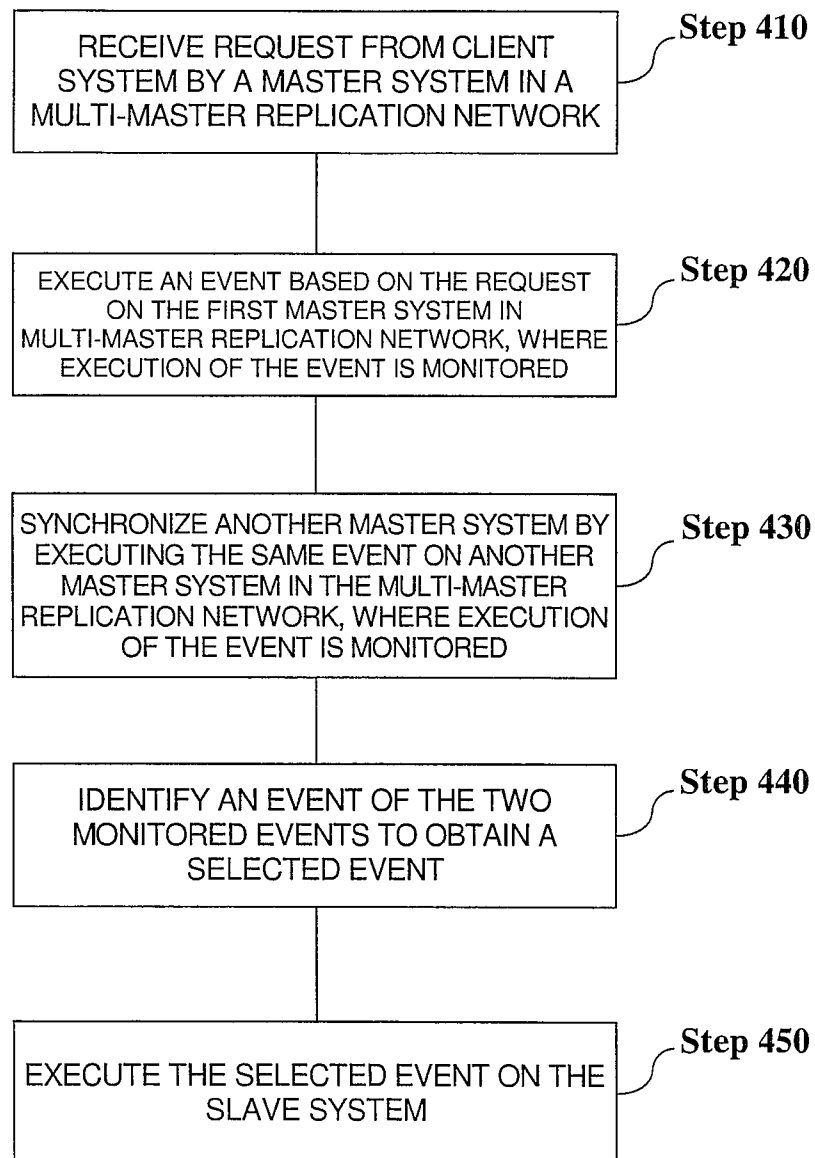 RECEIVE REQUEST FROM CLIENT
SYSTEM BY A MASTER SYSTEM IN A
MULTI-MASTER REPLICATION NETWORK
Step 410
EXECUTE AN EVENT BASED ON THE REQUEST
ON THE FIRST MASTER SYSTEM IN
MULTI-MASTER REPLICATION NETWORK, WHERE
EXECUTION OF THE EVENT IS MONITORED
Step 420
SYNCHRONIZE ANOTHER MASTER SYSTEM BY
EXECUTING THE SAME EVENT ON ANOTHER
MASTER SYSTEM IN THE MULTI-MASTER
REPLICATION NETWORK, WHERE EXECUTION
OF THE EVENT IS MONITORED
Step 430
IDENTIFY AN EVENT OF THE TWO
MONITORED EVENTS TO OBTAIN A
SELECTED EVENT
Step 440
EXECUTE THE SELECTED EVENT ON THE
SLAVE SYSTEM
Step 450